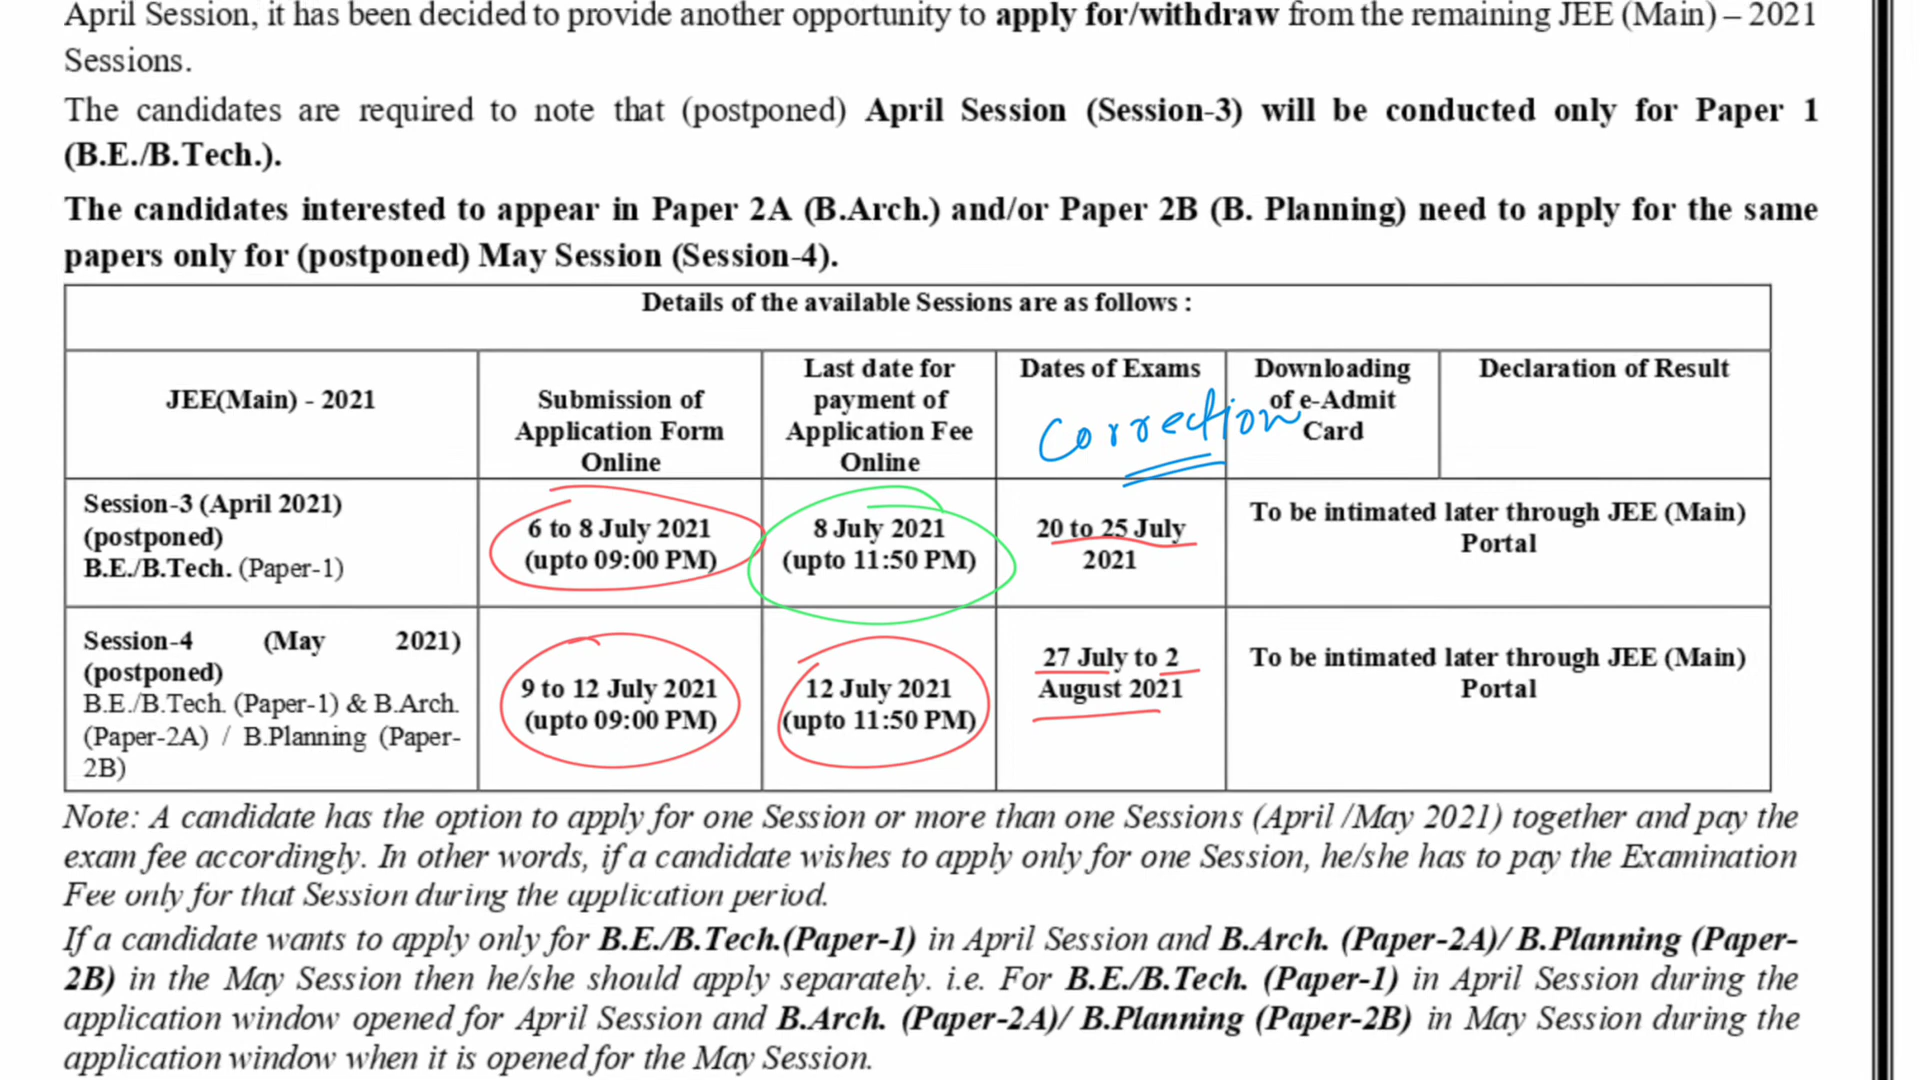 April Session, it has been decided to provide another opportunity to apply for/withdraw from the remaining JEE (Main) – 2021
Sessions.
The candidates are required to note that (postponed) April Session (Session-3) will be conducted only for Paper 1
(B.E./B.Tech.).
The candidates interested to appear in Paper 2A (B.Arch.) and/or Paper 2B (B. Planning) need to apply for the same
papers only for (postponed) May Session (Session-4).
Details of the available Sessions are as follows :
JEE(Main) - 2021
Submission of
Application Form
Online
Last date for
payment of
Application Fee
Online
Dates of Exams
Correction
Downloading
of e-Admit
Card
Declaration of Result
Session-3 (April 2021)
(postponed)
B.E./B.Tech. (Paper-1)
6 to 8 July 2021
(upto 09:00 PM)
8 July 2021
(upto 11:50 PM)
20 to 25 July
2021
To be intimated later through JEE (Main)
Portal
Session-4 (May 2021)
(postponed)
B.E./B.Tech. (Paper-1) & B.Arch.
(Paper-2A) / B.Planning (Paper-
2B)
9 to 12 July 2021
(upto 09:00 PM)
12 July 2021
(upto 11:50 PM)
27 July to 2
August 2021
To be intimated later through JEE (Main)
Portal
Note: A candidate has the option to apply for one Session or more than one Sessions (April /May 2021) together and pay the
exam fee accordingly. In other words, if a candidate wishes to apply only for one Session, he/she has to pay the Examination
Fee only for that Session during the application period.
If a candidate wants to apply only for B.E./B.Tech.(Paper-1) in April Session and B.Arch. (Paper-2A)/ B.Planning (Paper-
2B) in the May Session then he/she should apply separately. i.e. For B.E./B.Tech. (Paper-1) in April Session during the
application window opened for April Session and B.Arch. (Paper-2A)/ B.Planning (Paper-2B) in May Session during the
application window when it is opened for the May Session.